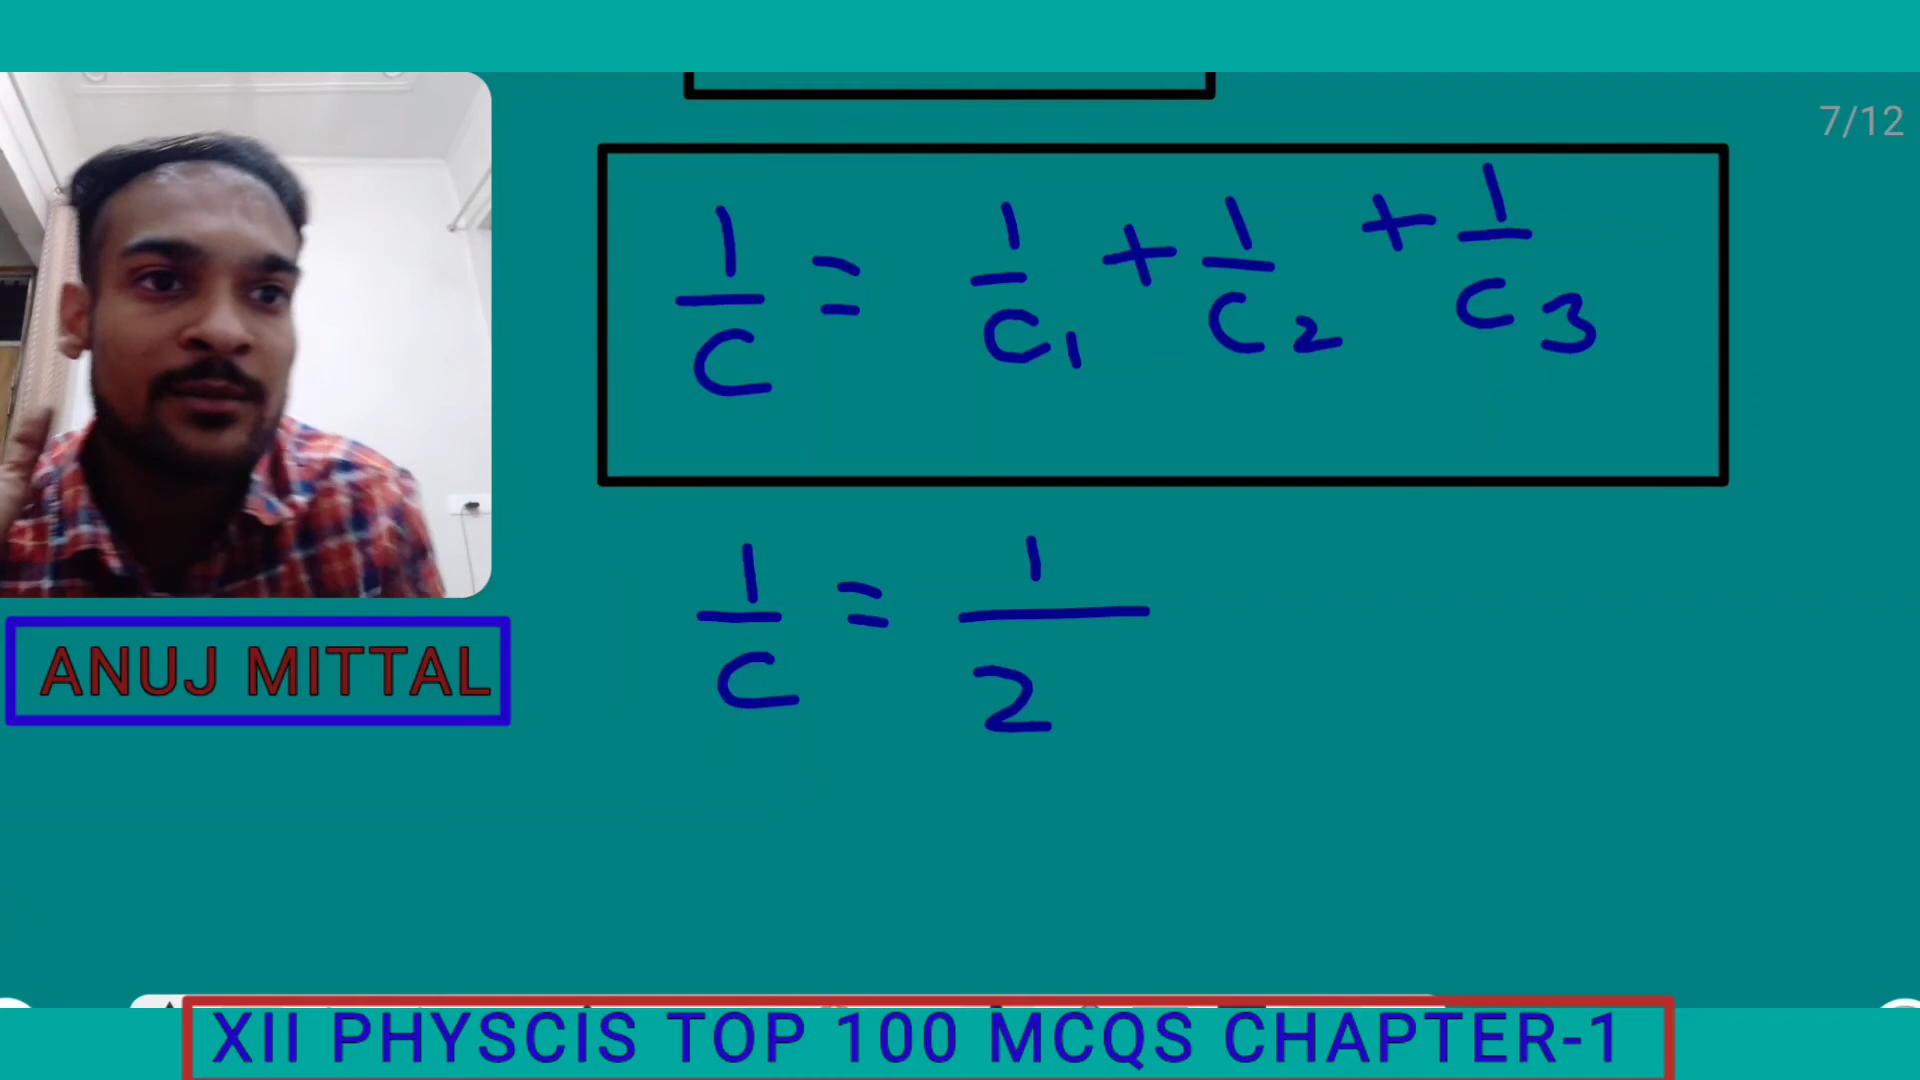 7/12
1/C = 1/C1 + 1/C2 + 1/C3
1/C = 1/2
ANUJ MITTAL
XII PHYSCIS TOP 100 MCQS CHAPTER-1